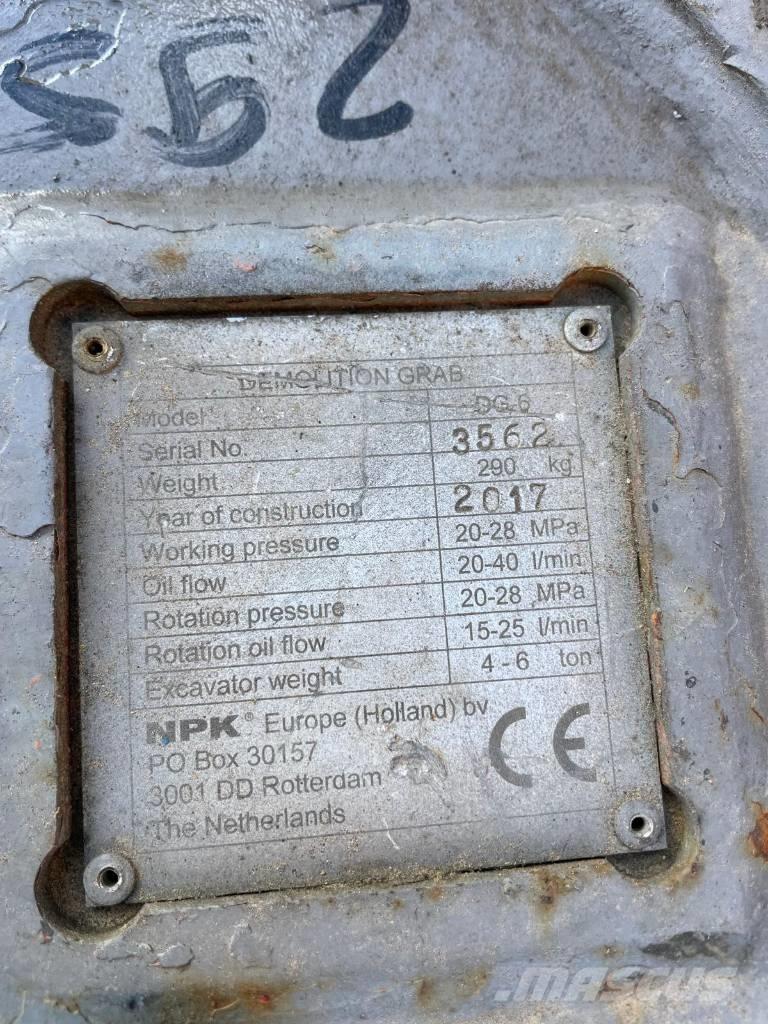 DEMOLITION GRAB
Model DG-6
Serial No. 3562
Weight 290 kg
Year of construction 2017
Working pressure 20-28 MPa
Oil flow 20-40 l/min
Rotation pressure 20-28 MPa
Rotation oil flow 15-25 l/min
Excavator weight 4 - 6 ton
NPK® Europe (Holland) bv
PO Box 30157
3001 DD Rotterdam
The Netherlands
CE
MASCUS